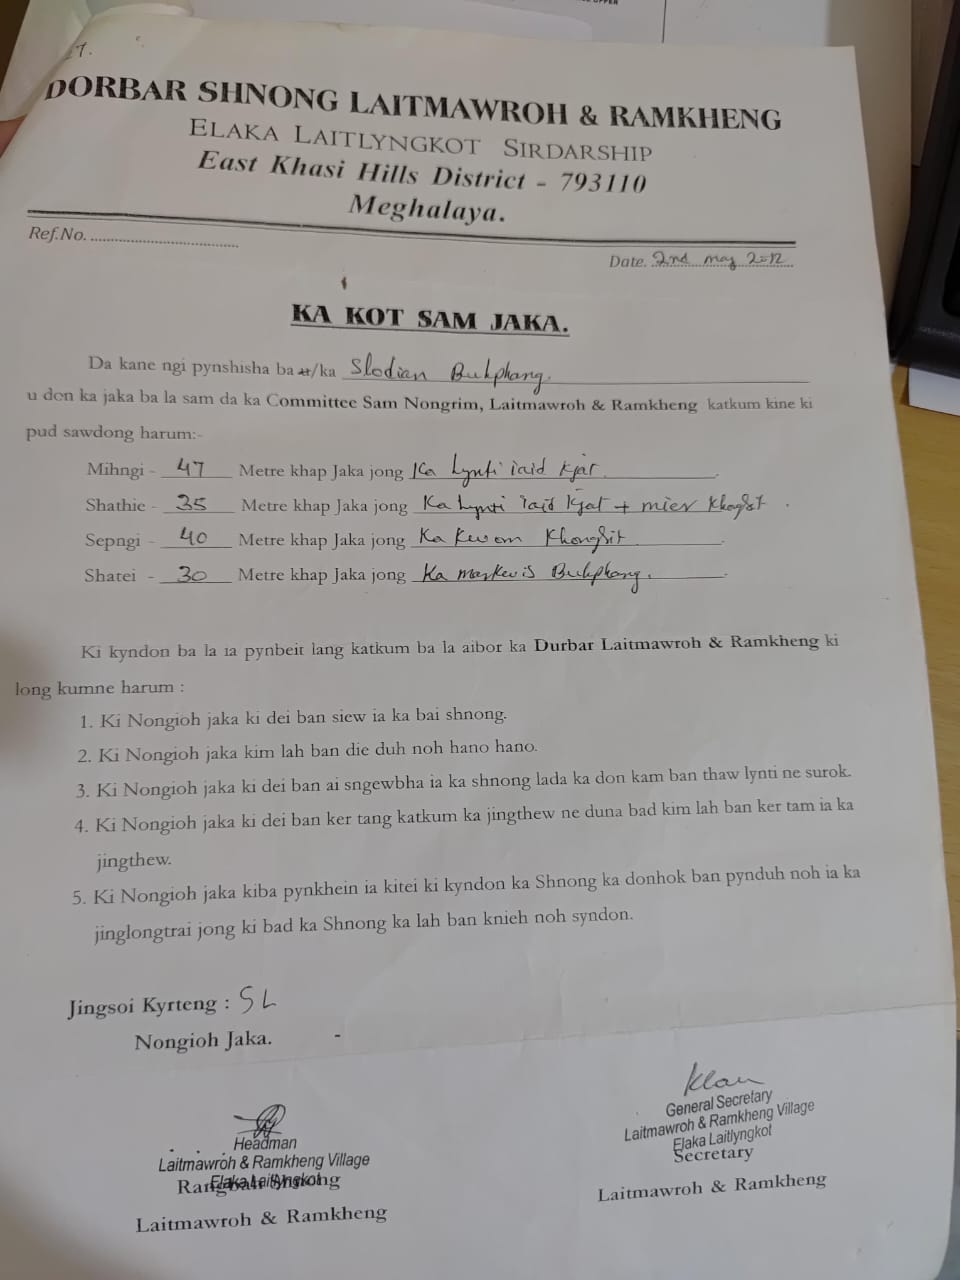 27.
DORBAR SHNONG LAITMAWROH & RAMKHENG
ELAKA LAITLYNGKOT SIRDARSHIP
East Khasi Hills District - 793110
Meghalaya.
Ref.No.
Date. 2nd may 2012
KA KOT SAM JAKA.
Da kane ngi pynshisha ba u/ka Slodian Buhphang.
u don ka jaka ba la sam da ka Committee Sam Nongrim, Laitmawroh & Ramkheng katkum kine ki
pud sawdong harum:-
Mihngi - 47 Metre khap Jaka jong Ka lynti iaid kjat
Shathie - 35 Metre khap Jaka jong Ka lynti iaid kjat + mier Khongsit
Sepngi - 40 Metre khap Jaka jong Ka Kewom Khongsit
Shatei - 30 Metre khap Jaka jong Ka markevis Buhphang.
Ki kyndon ba la ia pynbeit lang katkum ba la aibor ka Durbar Laitmawroh & Ramkheng ki
long kumne harum :
1. Ki Nongioh jaka ki dei ban siew ia ka bai shnong.
2. Ki Nongioh jaka kim lah ban die duh noh hano hano.
3. Ki Nongioh jaka ki dei ban ai sngewbha ia ka shnong lada ka don kam ban thaw lynti ne surok.
4. Ki Nongioh jaka ki dei ban ker tang katkum ka jingthew ne duna bad kim lah ban ker tam ia ka
jingthew.
5. Ki Nongioh jaka kiba pynkhein ia kitei ki kyndon ka Shnong ka donhok ban pynduh noh ia ka
jinglongtrai jong ki bad ka Shnong ka lah ban knieh noh syndon.
Jingsoi Kyrteng : SL
Nongioh Jaka.
Headman
Laitmawroh & Ramkheng Village
Elaka Laitlyngkot
Rangbah Shnong
Laitmawroh & Ramkheng
General Secretary
Laitmawroh & Ramkheng Village
Elaka Laitlyngkot
Secretary
Laitmawroh & Ramkheng